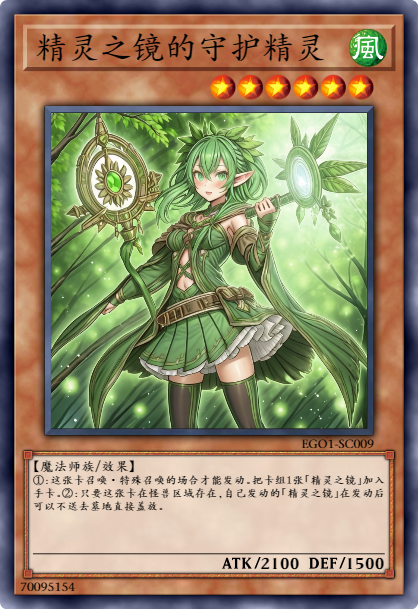 精灵之镜的守护精灵
風
EGO1-SC009
【魔法师族/效果】
①:这张卡召唤·特殊召唤的场合才能发动。把卡组1张「精灵之镜」加入
手卡。②:只要这张卡在怪兽区域存在,自己发动的「精灵之镜」在发动后
可以不送去墓地直接盖放。
ATK/2100 DEF/1500
70095154